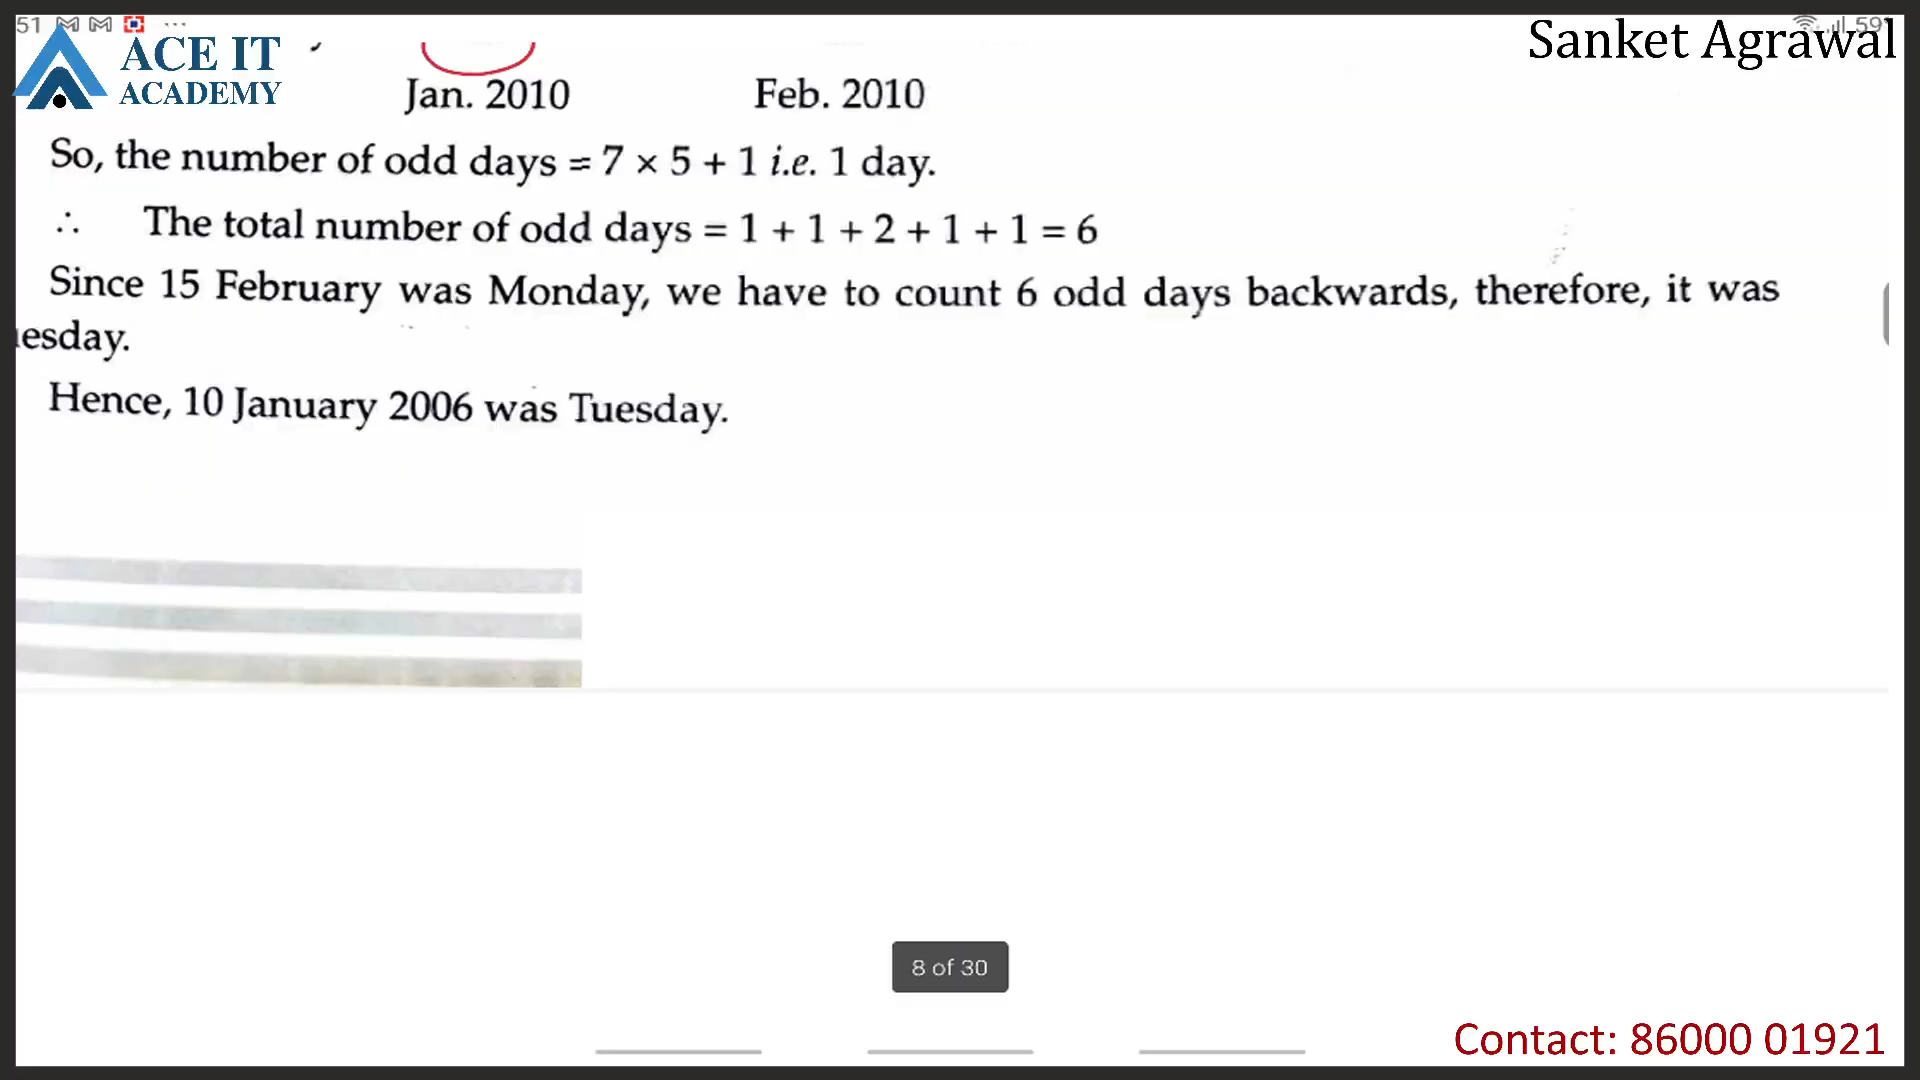 51 ...
ACE IT
ACADEMY
Sanket Agrawal
59
Jan. 2010 Feb. 2010
So, the number of odd days = 7 × 5 + 1 i.e. 1 day.
∴ The total number of odd days = 1 + 1 + 2 + 1 + 1 = 6
Since 15 February was Monday, we have to count 6 odd days backwards, therefore, it was
esday.
Hence, 10 January 2006 was Tuesday.
8 of 30
Contact: 86000 01921